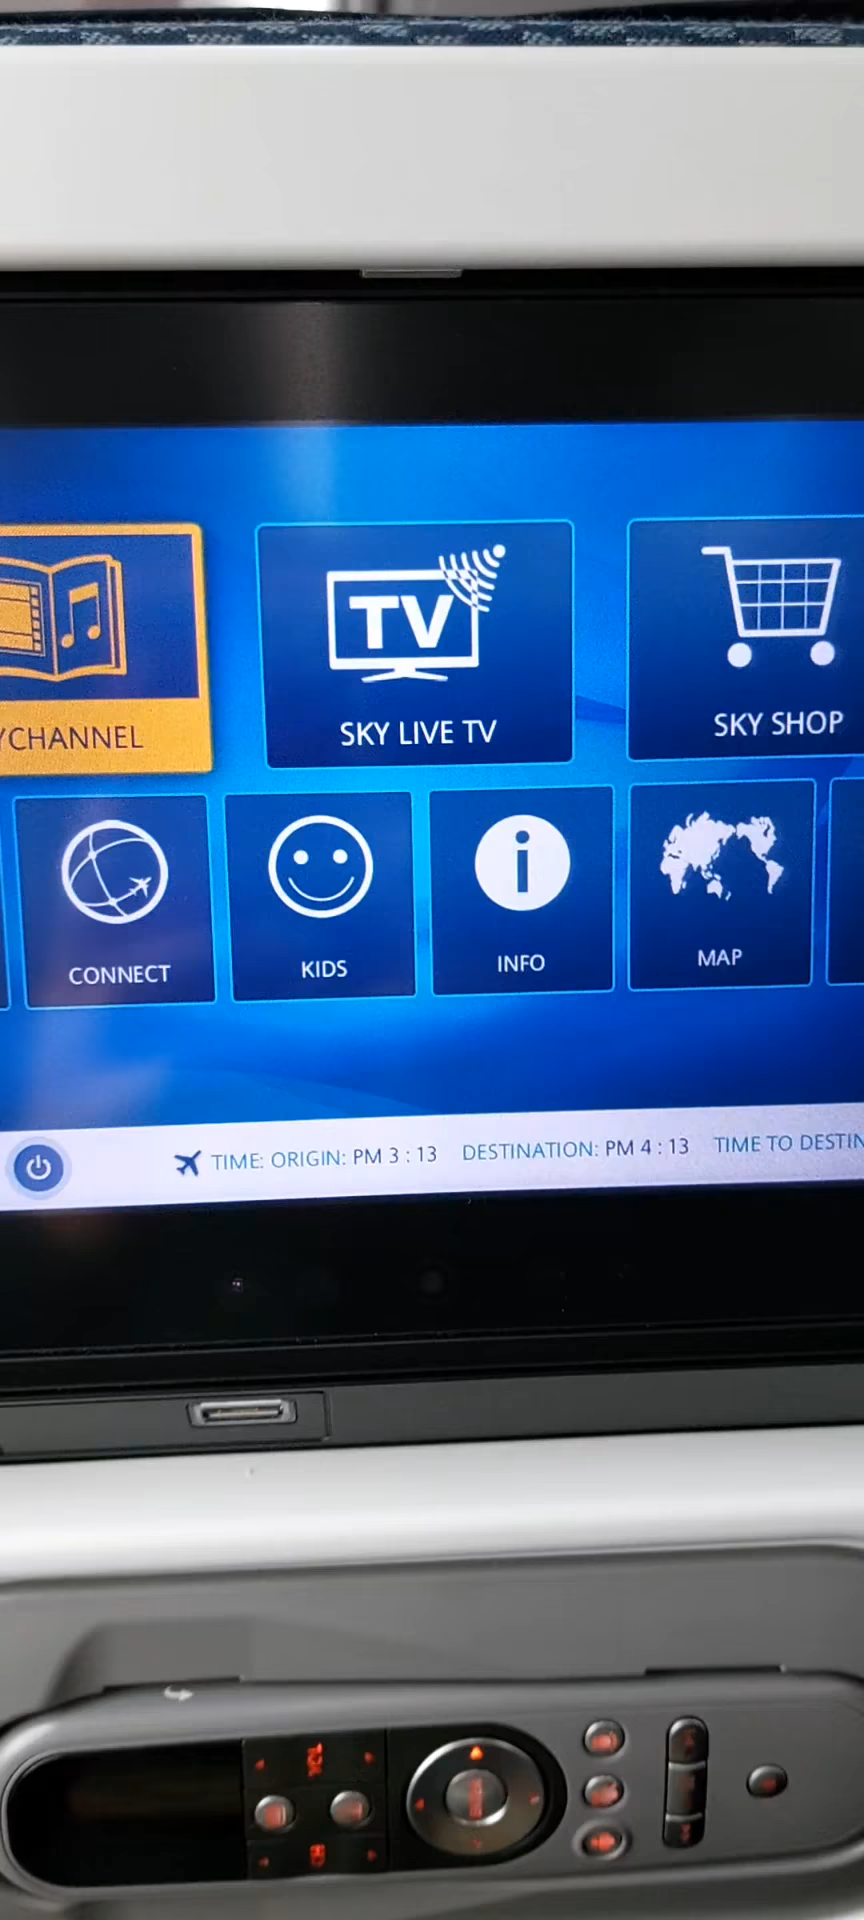 TV
YCHANNEL
SKY LIVE TV
SKY SHOP
CONNECT
KIDS
i
INFO
MAP
TIME: ORIGIN: PM 3 : 13 DESTINATION: PM 4 : 13 TIME TO DESTIN